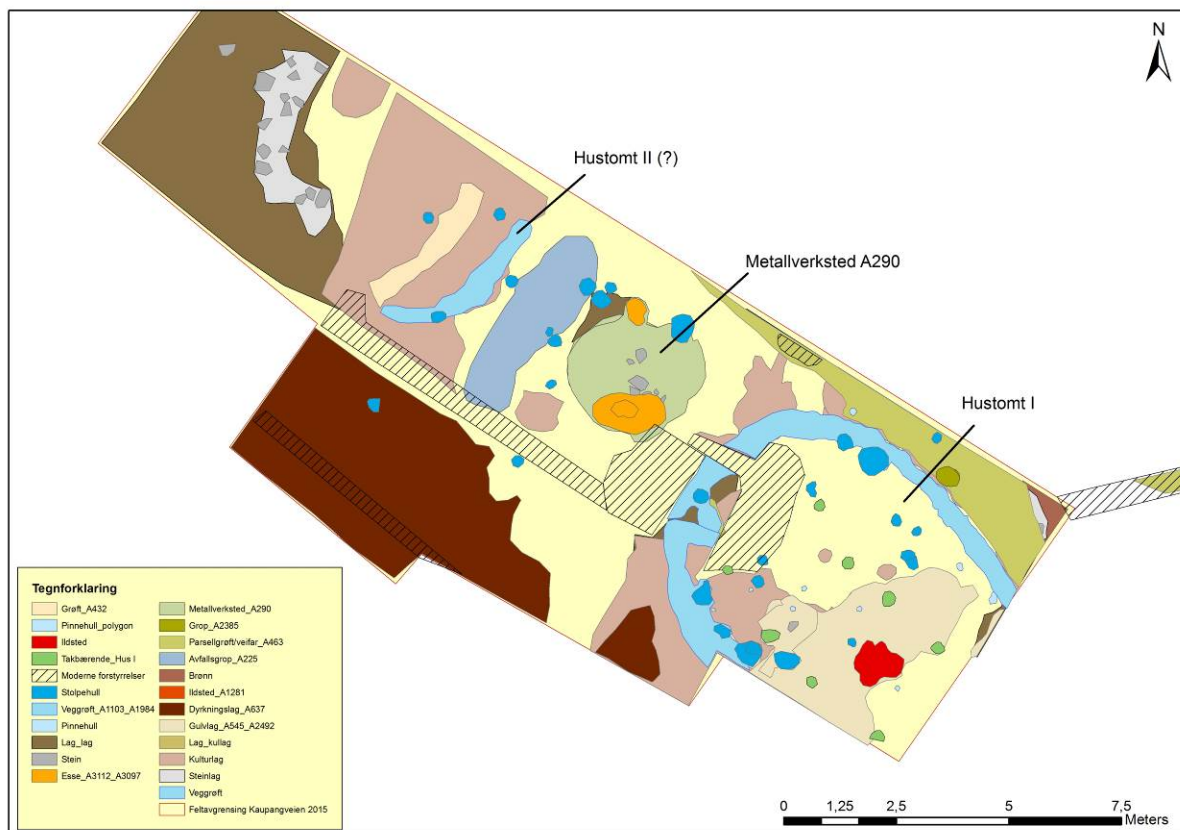 N
Hustomt II (?)
Metallverksted A290
Hustomt I
Tegnforklaring
Grøft_A432
Pinnehull_polygon
Ildsted
Takbærende_Hus I
Moderne forstyrrelser
Stolpehull
Veggrøft_A1103_A1984
Pinnehull
Lag_lag
Stein
Esse_A3112_A3097
Metallverksted_A290
Grop_A2385
Parsellgrøft/veifar_A463
Avfallsgrop_A225
Brønn
Ildsted_A1281
Dyrkningslag_A637
Gulvlag_A545_A2492
Lag_kullag
Kulturlag
Steinlag
Veggrøft
Feltavgrensing Kaupangveien 2015
0 1,25 2,5 5 7,5
Meters